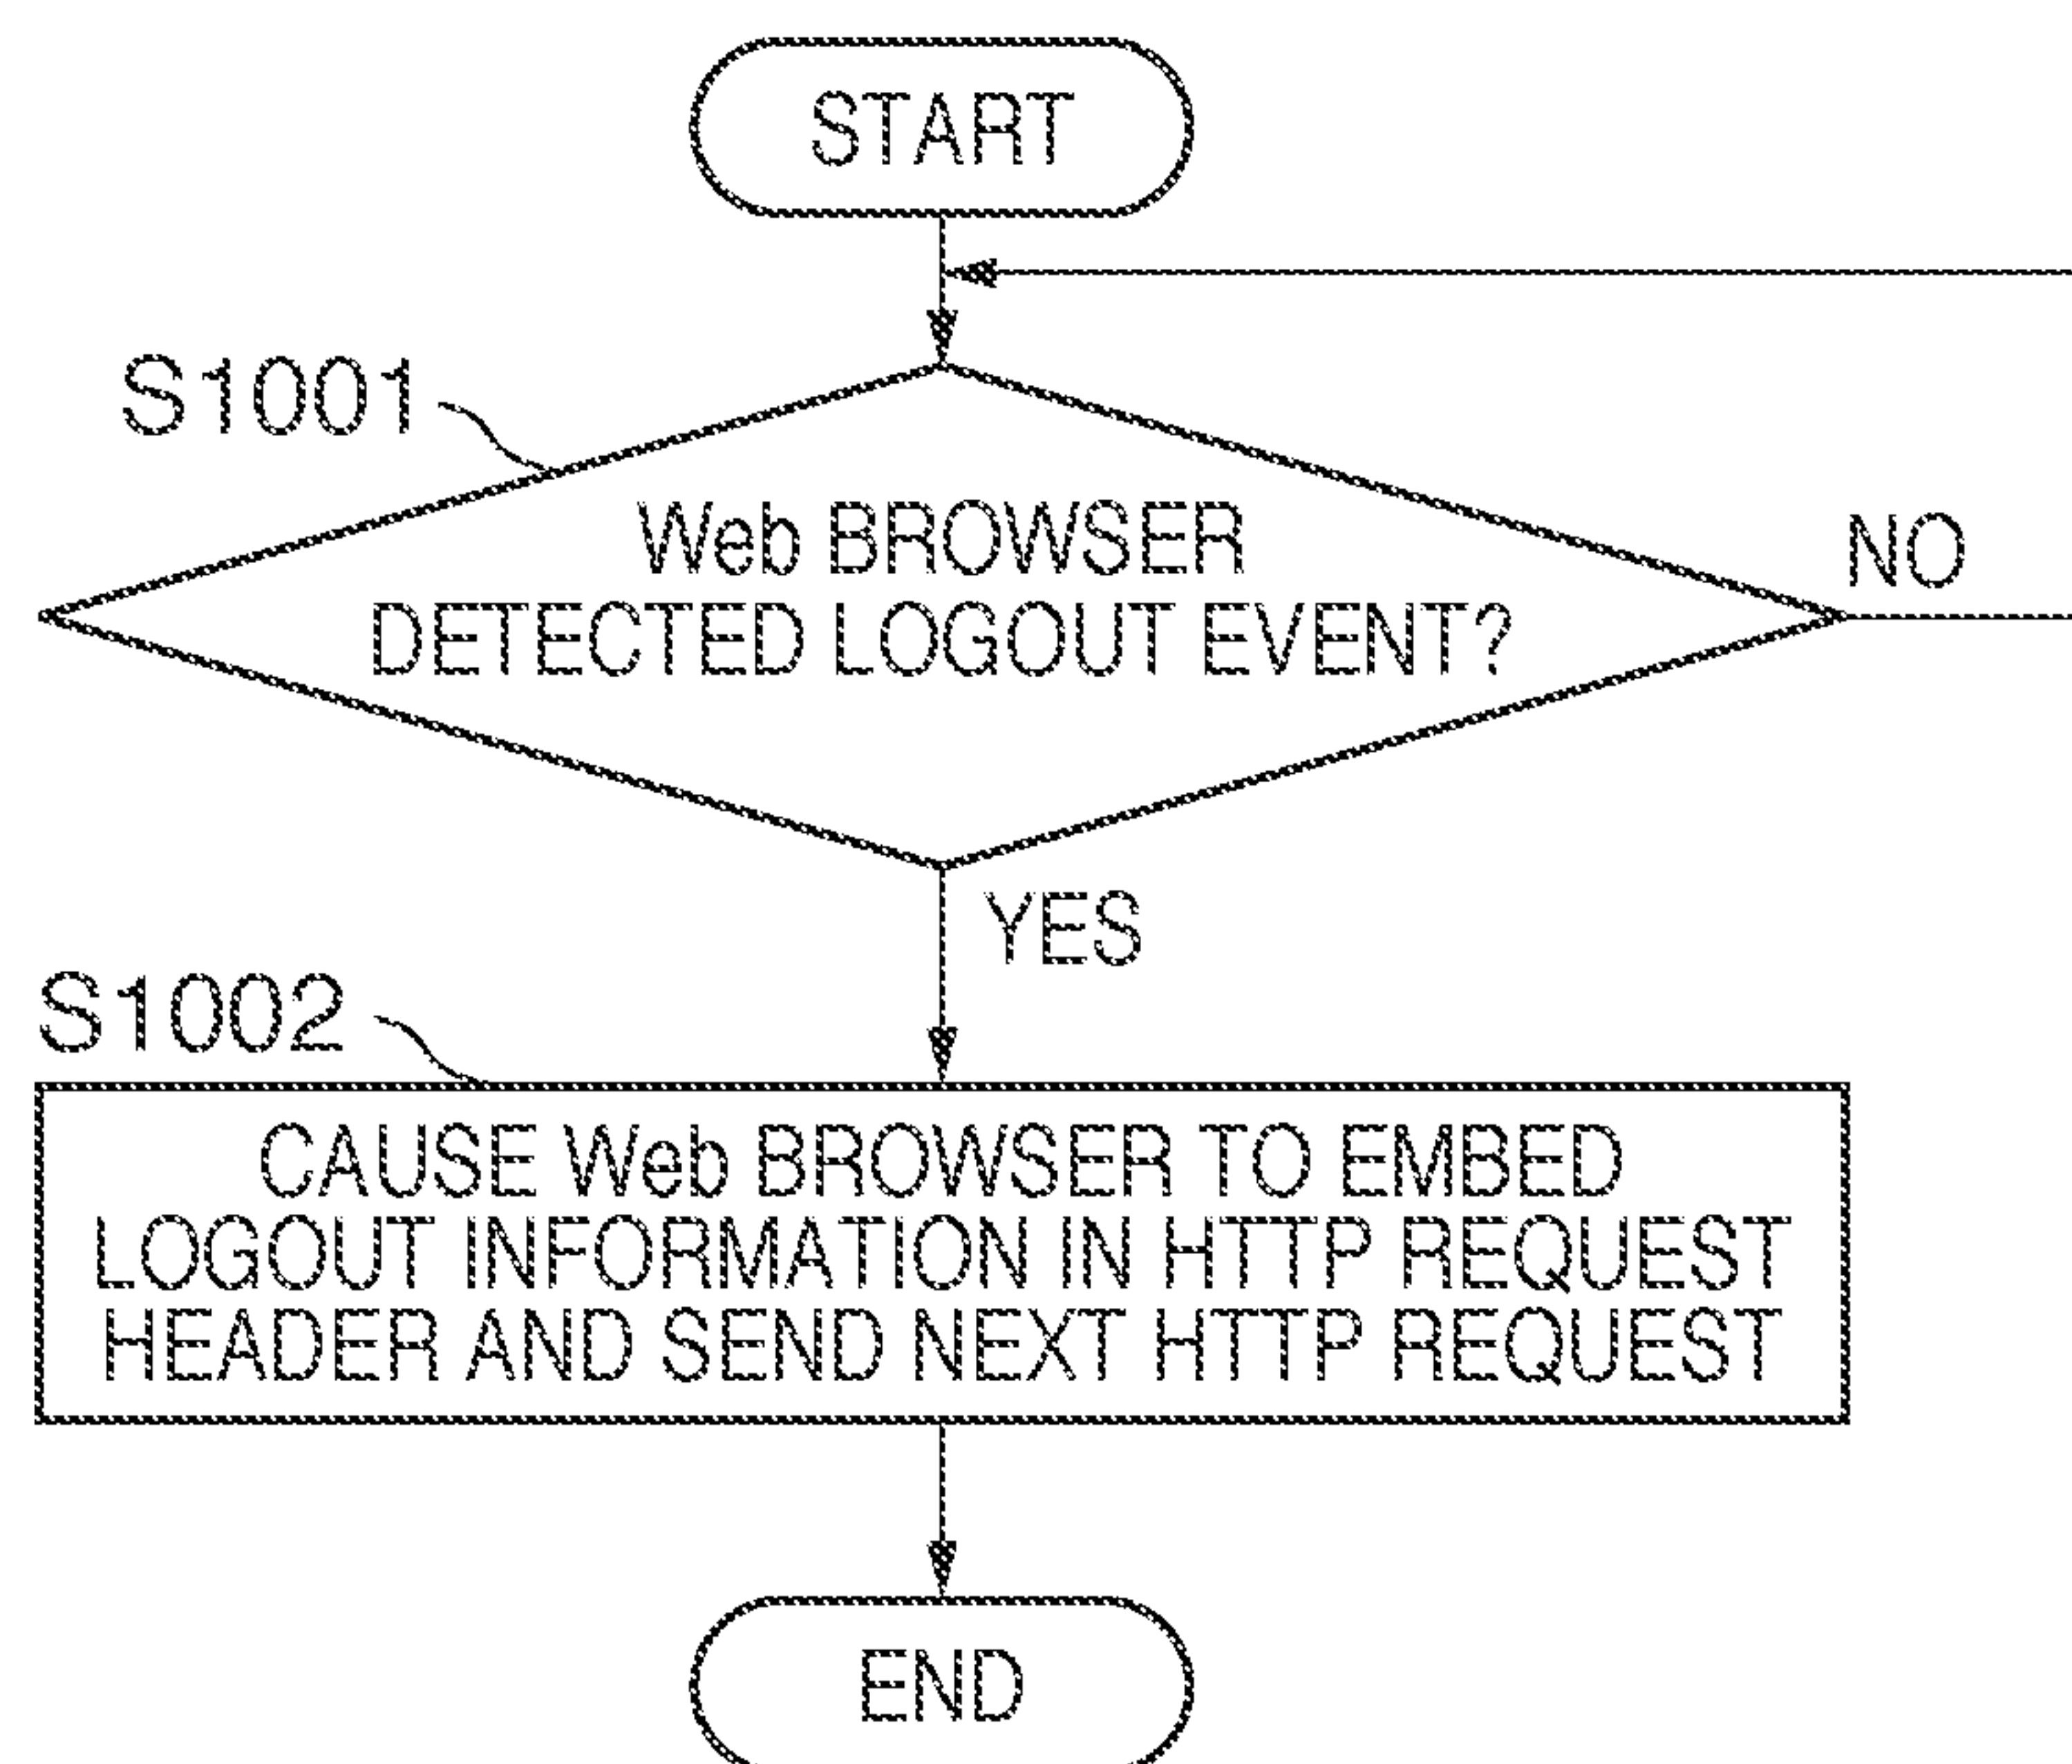 START
S1001
Web BROWSER
DETECTED LOGOUT EVENT?
NO
YES
S1002
CAUSE Web BROWSER TO EMBED
LOGOUT INFORMATION IN HTTP REQUEST
HEADER AND SEND NEXT HTTP REQUEST
END